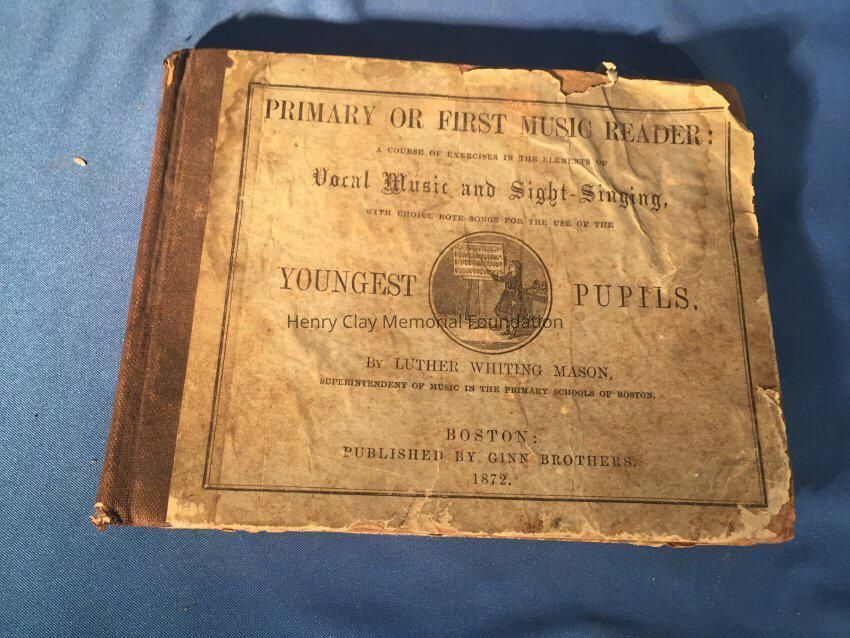 PRIMARY OR FIRST MUSIC READER:
A COURSE OF EXERCISES IN THE ELEMENTS OF
Vocal Music and Sight-Singing,
WITH CHOICE ROTE SONGS FOR THE USE OF THE
YOUNGEST PUPILS.
Henry Clay Memorial Foundation
BY LUTHER WHITING MASON,
SUPERINTENDENT OF MUSIC IN THE PRIMARY SCHOOLS OF BOSTON.
BOSTON:
PUBLISHED BY GINN BROTHERS.
1872.